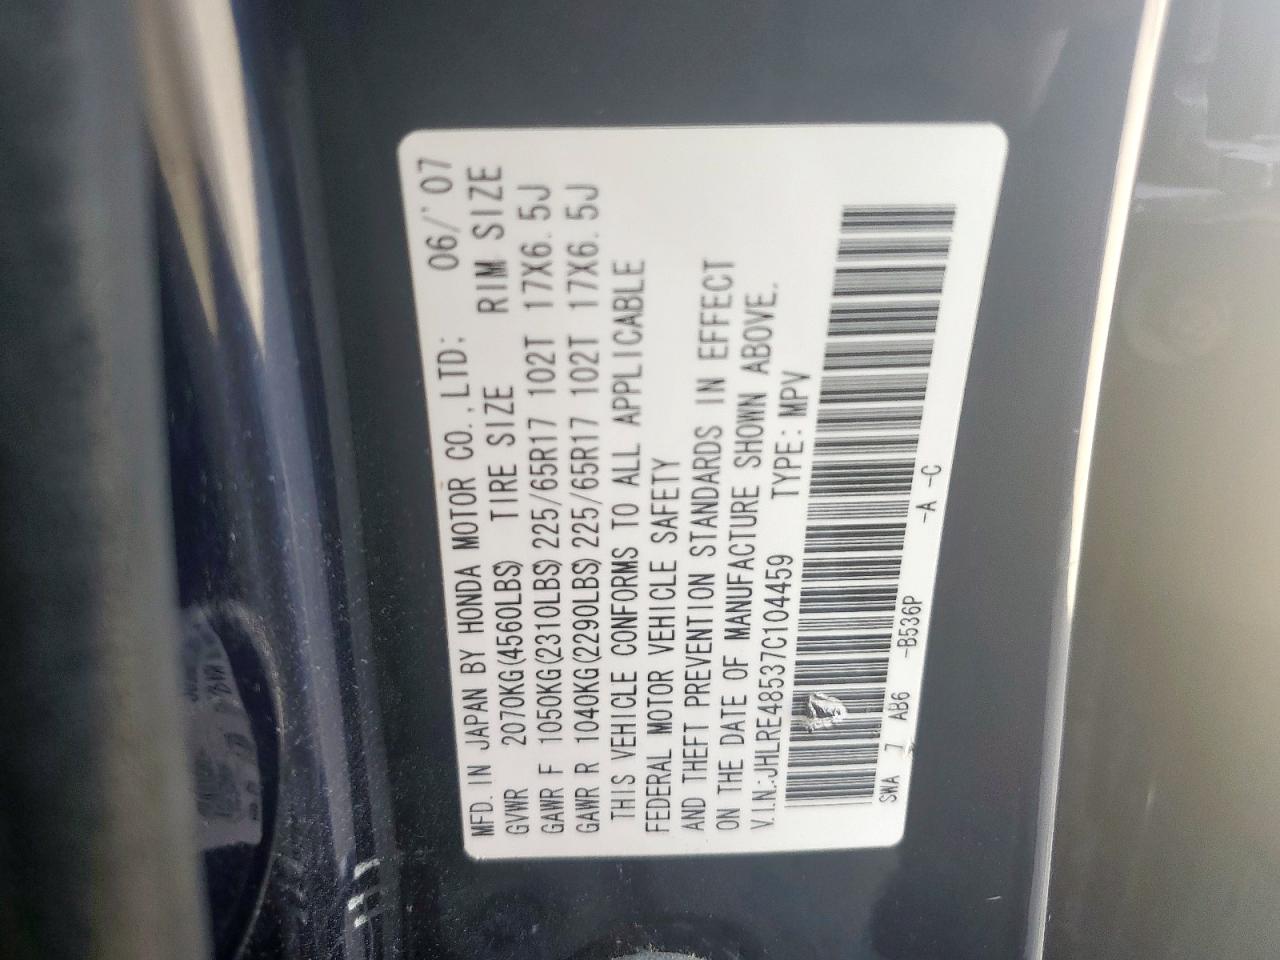 MFD. IN JAPAN BY HONDA MOTOR CO., LTD: 06/'07
GVWR 2070KG(4560LBS) TIRE SIZE RIM SIZE
GAWR F 1050KG(2310LBS) 225/65R17 102T 17X6.5J
GAWR R 1040KG(2290LBS) 225/65R17 102T 17X6.5J
THIS VEHICLE CONFORMS TO ALL APPLICABLE
FEDERAL MOTOR VEHICLE SAFETY
AND THEFT PREVENTION STANDARDS IN EFFECT
ON THE DATE OF MANUFACTURE SHOWN ABOVE.
V.I.N.:JHLRE48537C104459 TYPE:MPV
SWA 7 AB6 -B536P -A -C